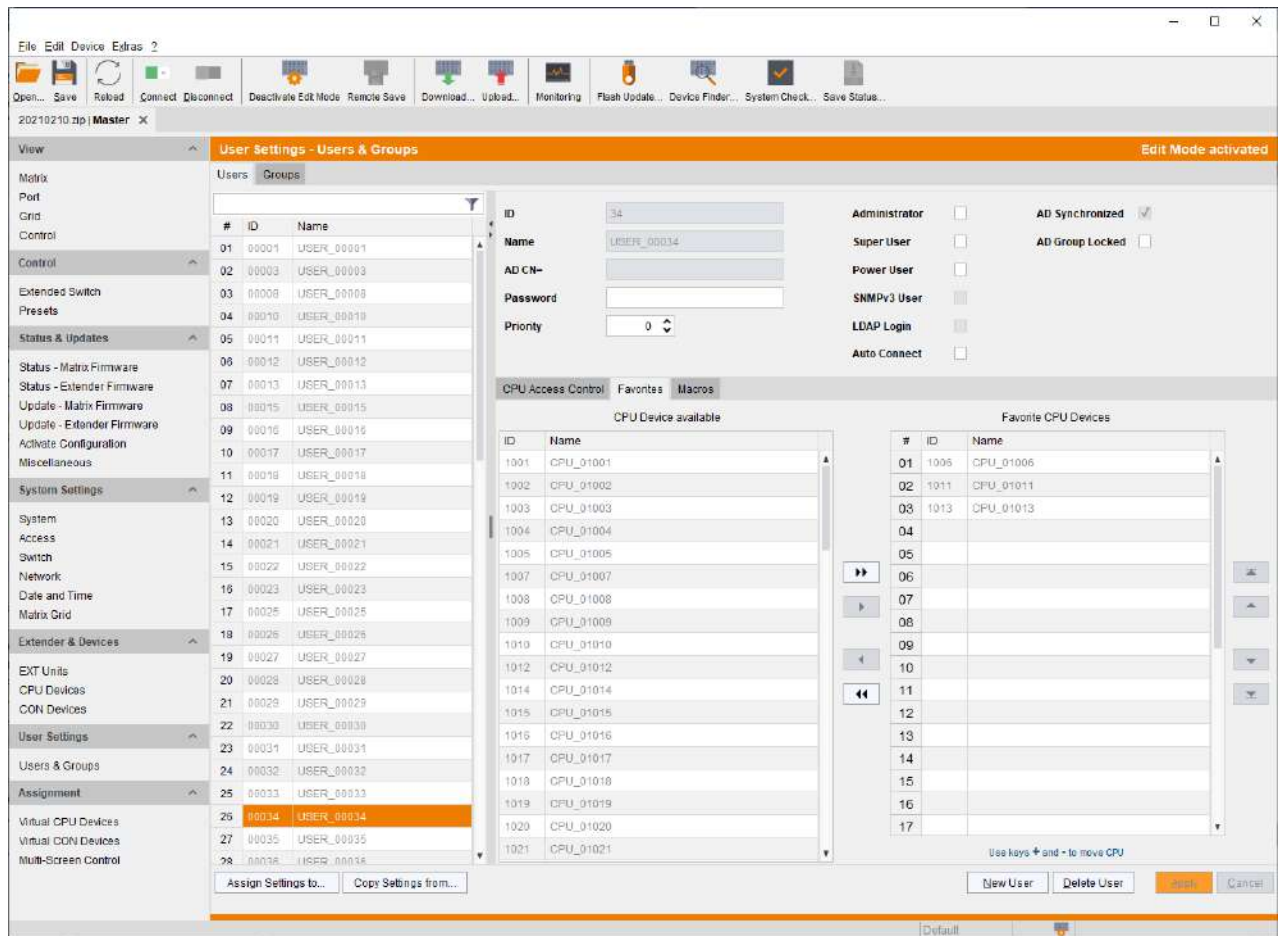 File Edit Device Extras ?
Open... Save Reload Connect Disconnect Deactivate Edit Mode Remote Save Download... Upload... Monitoring Flash Update... Device Finder... System Check... Save Status...
20210210.zip | Master X
View
Matrix
Port
Grid
Control
Control
Extended Switch
Presets
Status & Updates
Status - Matrix Firmware
Status - Extender Firmware
Update - Matrix Firmware
Update - Extender Firmware
Activate Configuration
Miscellaneous
System Settings
System
Access
Switch
Network
Date and Time
Matrix Grid
Extender & Devices
EXT Units
CPU Devices
CON Devices
User Settings
Users & Groups
Assignment
Virtual CPU Devices
Virtual CON Devices
Multi-Screen Control
User Settings - Users & Groups Edit Mode activated
Users Groups
# ID Name
01 00001 USER_00001
02 00003 USER_00003
03 00008 USER_00008
04 00010 USER_00010
05 00011 USER_00011
06 00012 USER_00012
07 00013 USER_00013
08 00015 USER_00015
09 00016 USER_00016
10 00017 USER_00017
11 00018 USER_00018
12 00019 USER_00019
13 00020 USER_00020
14 00021 USER_00021
15 00022 USER_00022
16 00023 USER_00023
17 00025 USER_00025
18 00026 USER_00026
19 00027 USER_00027
20 00028 USER_00028
21 00029 USER_00029
22 00030 USER_00030
23 00031 USER_00031
24 00032 USER_00032
25 00033 USER_00033
26 00034 USER_00034
27 00035 USER_00035
28 00036 USER_00036
Assign Settings to... Copy Settings from...
ID 34
Name USER_00034
AD CN=
Password
Priority 0
Administrator
Super User
Power User
SNMPv3 User
LDAP Login
Auto Connect
AD Synchronized
AD Group Locked
CPU Access Control Favorites Macros
CPU Device available
ID Name
1001 CPU_01001
1002 CPU_01002
1003 CPU_01003
1004 CPU_01004
1005 CPU_01005
1007 CPU_01007
1008 CPU_01008
1009 CPU_01009
1010 CPU_01010
1012 CPU_01012
1014 CPU_01014
1015 CPU_01015
1016 CPU_01016
1017 CPU_01017
1018 CPU_01018
1019 CPU_01019
1020 CPU_01020
1021 CPU_01021
Favorite CPU Devices
# ID Name
01 1006 CPU_01006
02 1011 CPU_01011
03 1013 CPU_01013
04
05
06
07
08
09
10
11
12
13
14
15
16
17
Use keys + and - to move CPU
New User Delete User Apply Cancel
Default